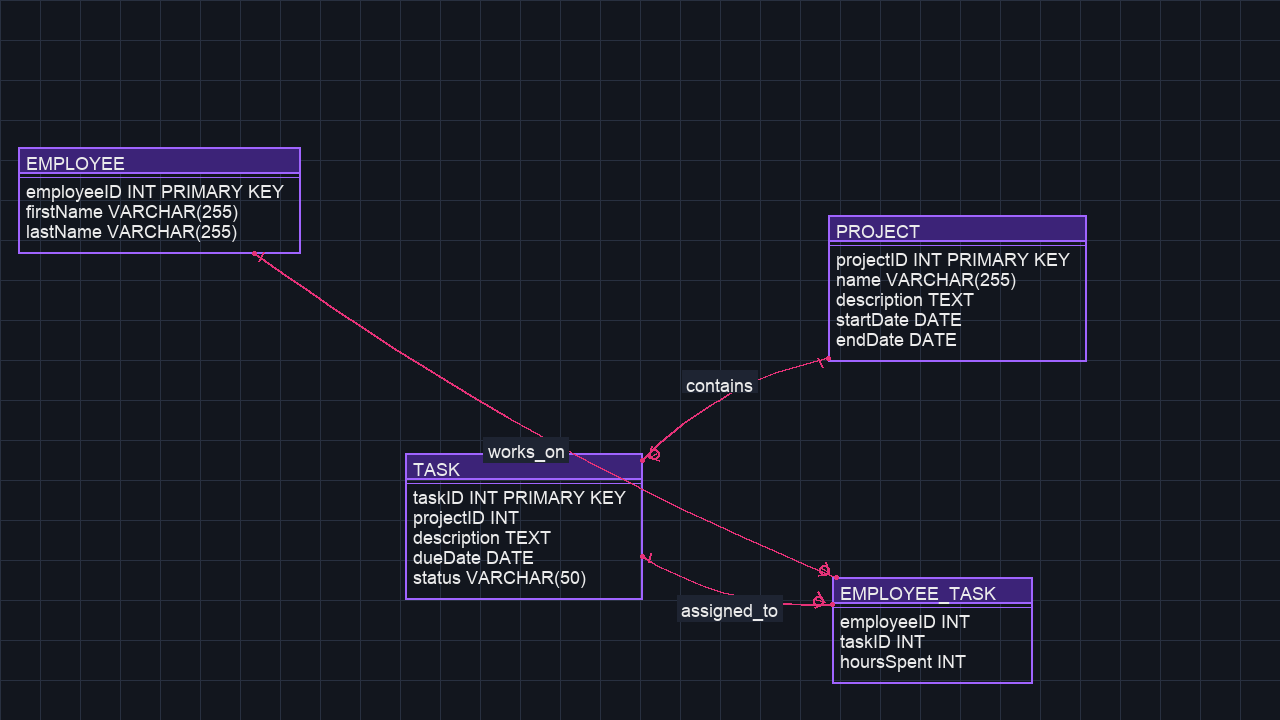 EMPLOYEE
employeeID INT PRIMARY KEY
firstName VARCHAR(255)
lastName VARCHAR(255)
PROJECT
projectID INT PRIMARY KEY
name VARCHAR(255)
description TEXT
startDate DATE
endDate DATE
contains
works_on
TASK
taskID INT PRIMARY KEY
projectID INT
description TEXT
dueDate DATE
status VARCHAR(50)
assigned_to
EMPLOYEE_TASK
employeeID INT
taskID INT
hoursSpent INT